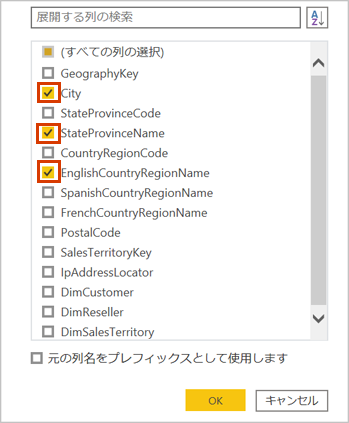 展開する列の検索
A
Z
(すべての列の選択)
GeographyKey
City
StateProvinceCode
StateProvinceName
CountryRegionCode
EnglishCountryRegionName
SpanishCountryRegionName
FrenchCountryRegionName
PostalCode
SalesTerritoryKey
IpAddressLocator
DimCustomer
DimReseller
DimSalesTerritory
元の列名をプレフィックスとして使用します
OK キャンセル